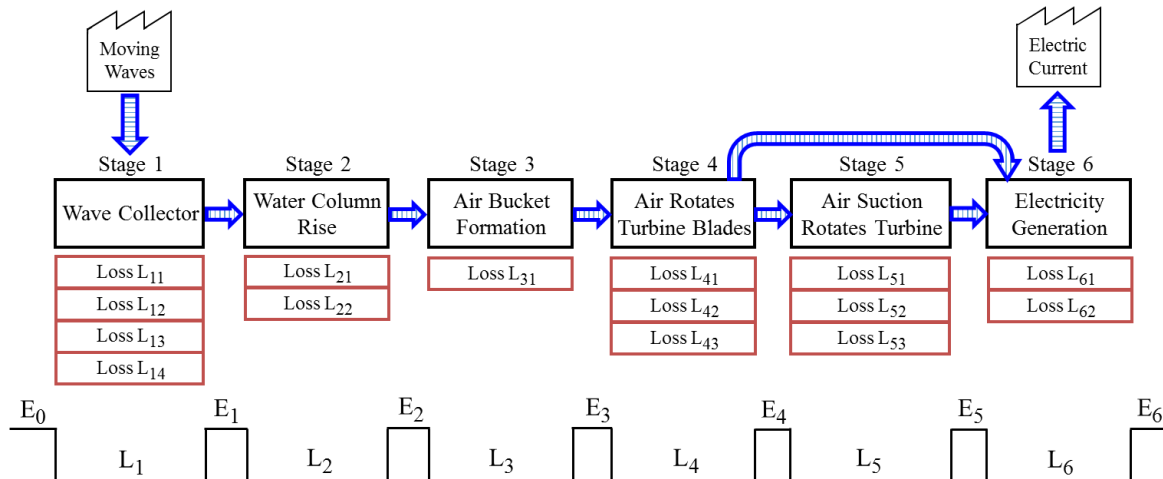 Moving
Waves
Electric
Current
Stage 1
Stage 2
Stage 3
Stage 4
Stage 5
Stage 6
Wave Collector
Water Column
Rise
Air Bucket
Formation
Air Rotates
Turbine Blades
Air Suction
Rotates Turbine
Electricity
Generation
Loss L11
Loss L12
Loss L13
Loss L14
Loss L21
Loss L22
Loss L31
Loss L41
Loss L42
Loss L43
Loss L51
Loss L52
Loss L53
Loss L61
Loss L62
E0
E1
E2
E3
E4
E5
E6
L1
L2
L3
L4
L5
L6